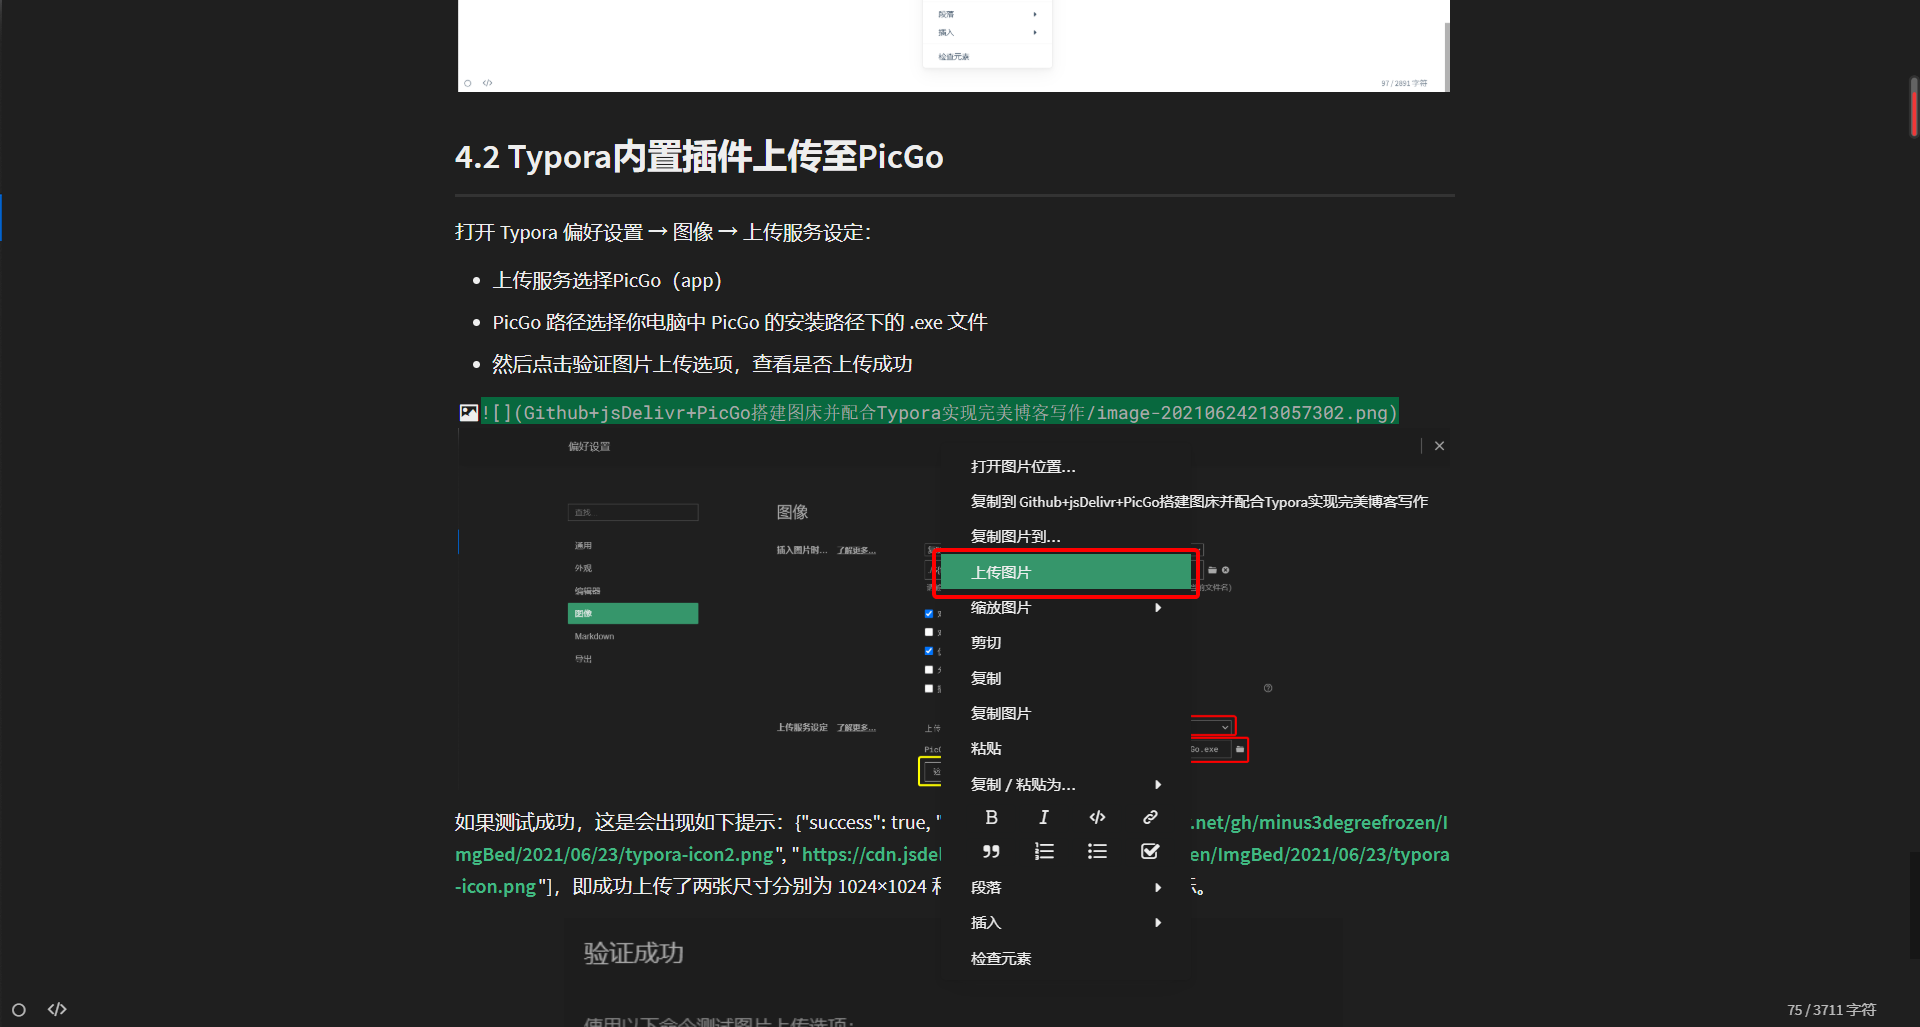 段落
插入
检查元素
97 / 2891 字符
4.2 Typora内置插件上传至PicGo
打开 Typora 偏好设置 → 图像 → 上传服务设定：
上传服务选择PicGo（app）
PicGo 路径选择你电脑中 PicGo 的安装路径下的 .exe 文件
然后点击验证图片上传选项，查看是否上传成功
![](Github+jsDelivr+PicGo搭建图床并配合Typora实现完美博客写作/image-20210624213057302.png)
偏好设置
打开图片位置...
复制到 Github+jsDelivr+PicGo搭建图床并配合Typora实现完美博客写作
复制图片到...
上传图片
缩放图片
剪切
复制
复制图片
粘贴
复制 / 粘贴为...
段落
插入
检查元素
查找...
通用
外观
编辑器
图像
Markdown
导出
图像
插入图片时... 了解更多...
当前文件名)
上传服务设定 了解更多...
上传
PicG
Go.exe
验
如果测试成功，这是会出现如下提示：{"success": true, " .net/gh/minus3degreefrozen/I
mgBed/2021/06/23/typora-icon2.png", "https://cdn.jsdel en/ImgBed/2021/06/23/typora
-icon.png"]，即成功上传了两张尺寸分别为 1024×1024 和 。
验证成功
使用以下命令测试图片上传选项：
75 / 3711 字符